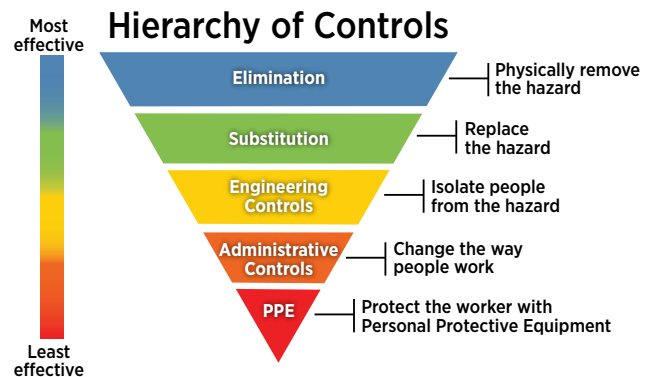 Hierarchy of Controls
Most
effective
Elimination
Physically remove
the hazard
Substitution
Replace
the hazard
Engineering
Controls
Isolate people
from the hazard
Administrative
Controls
Change the way
people work
PPE
Protect the worker with
Personal Protective Equipment
Least
effective